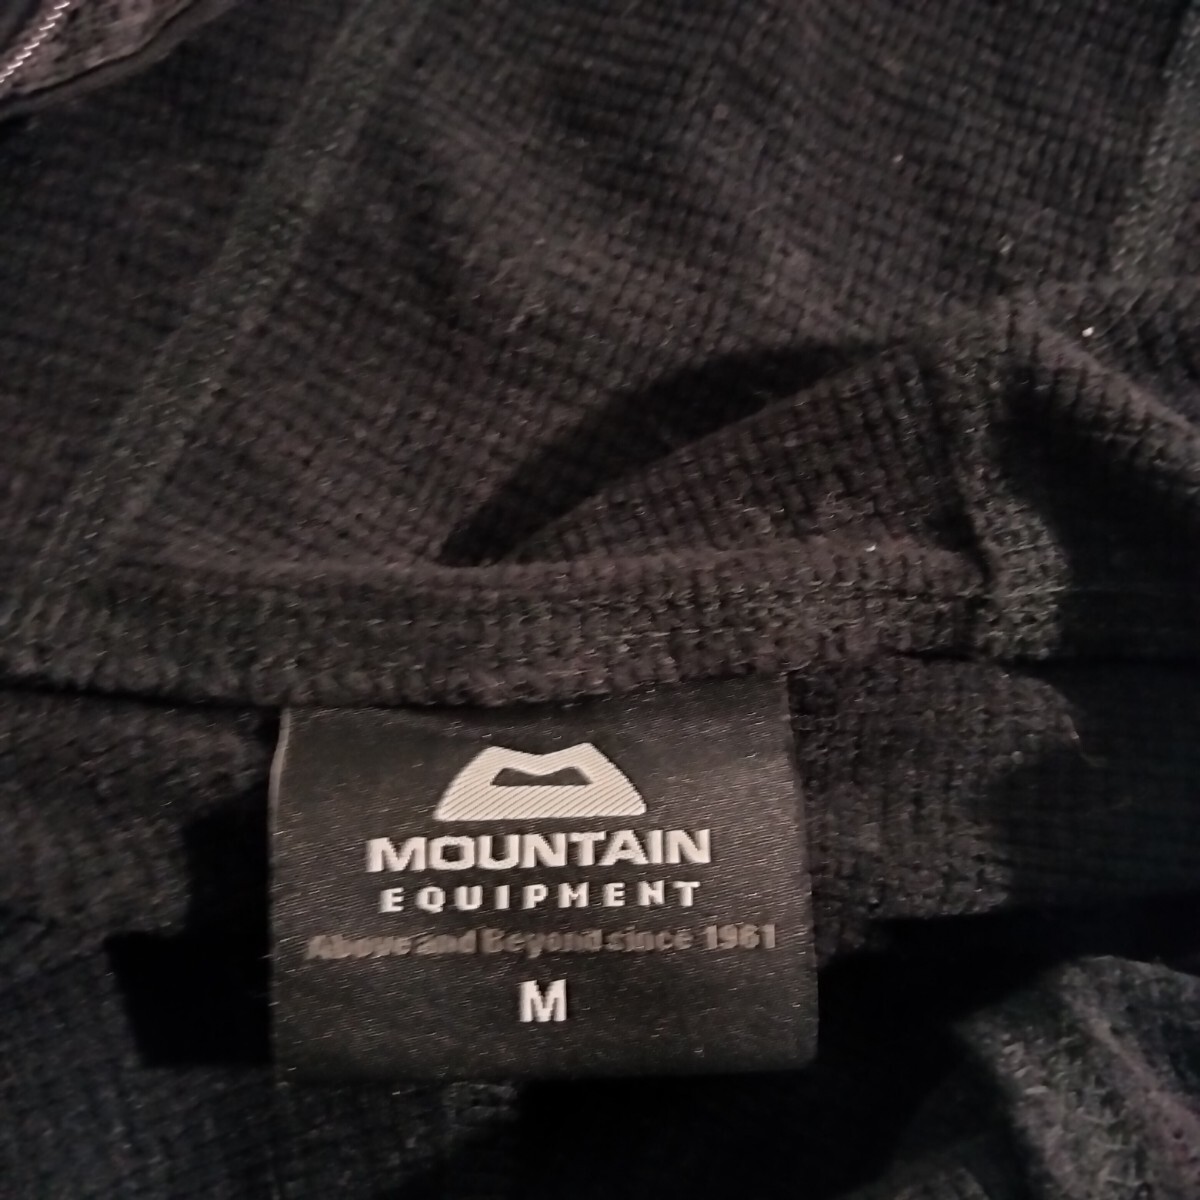 MOUNTAIN
EQUIPMENT
Above and Beyond since 1961
M